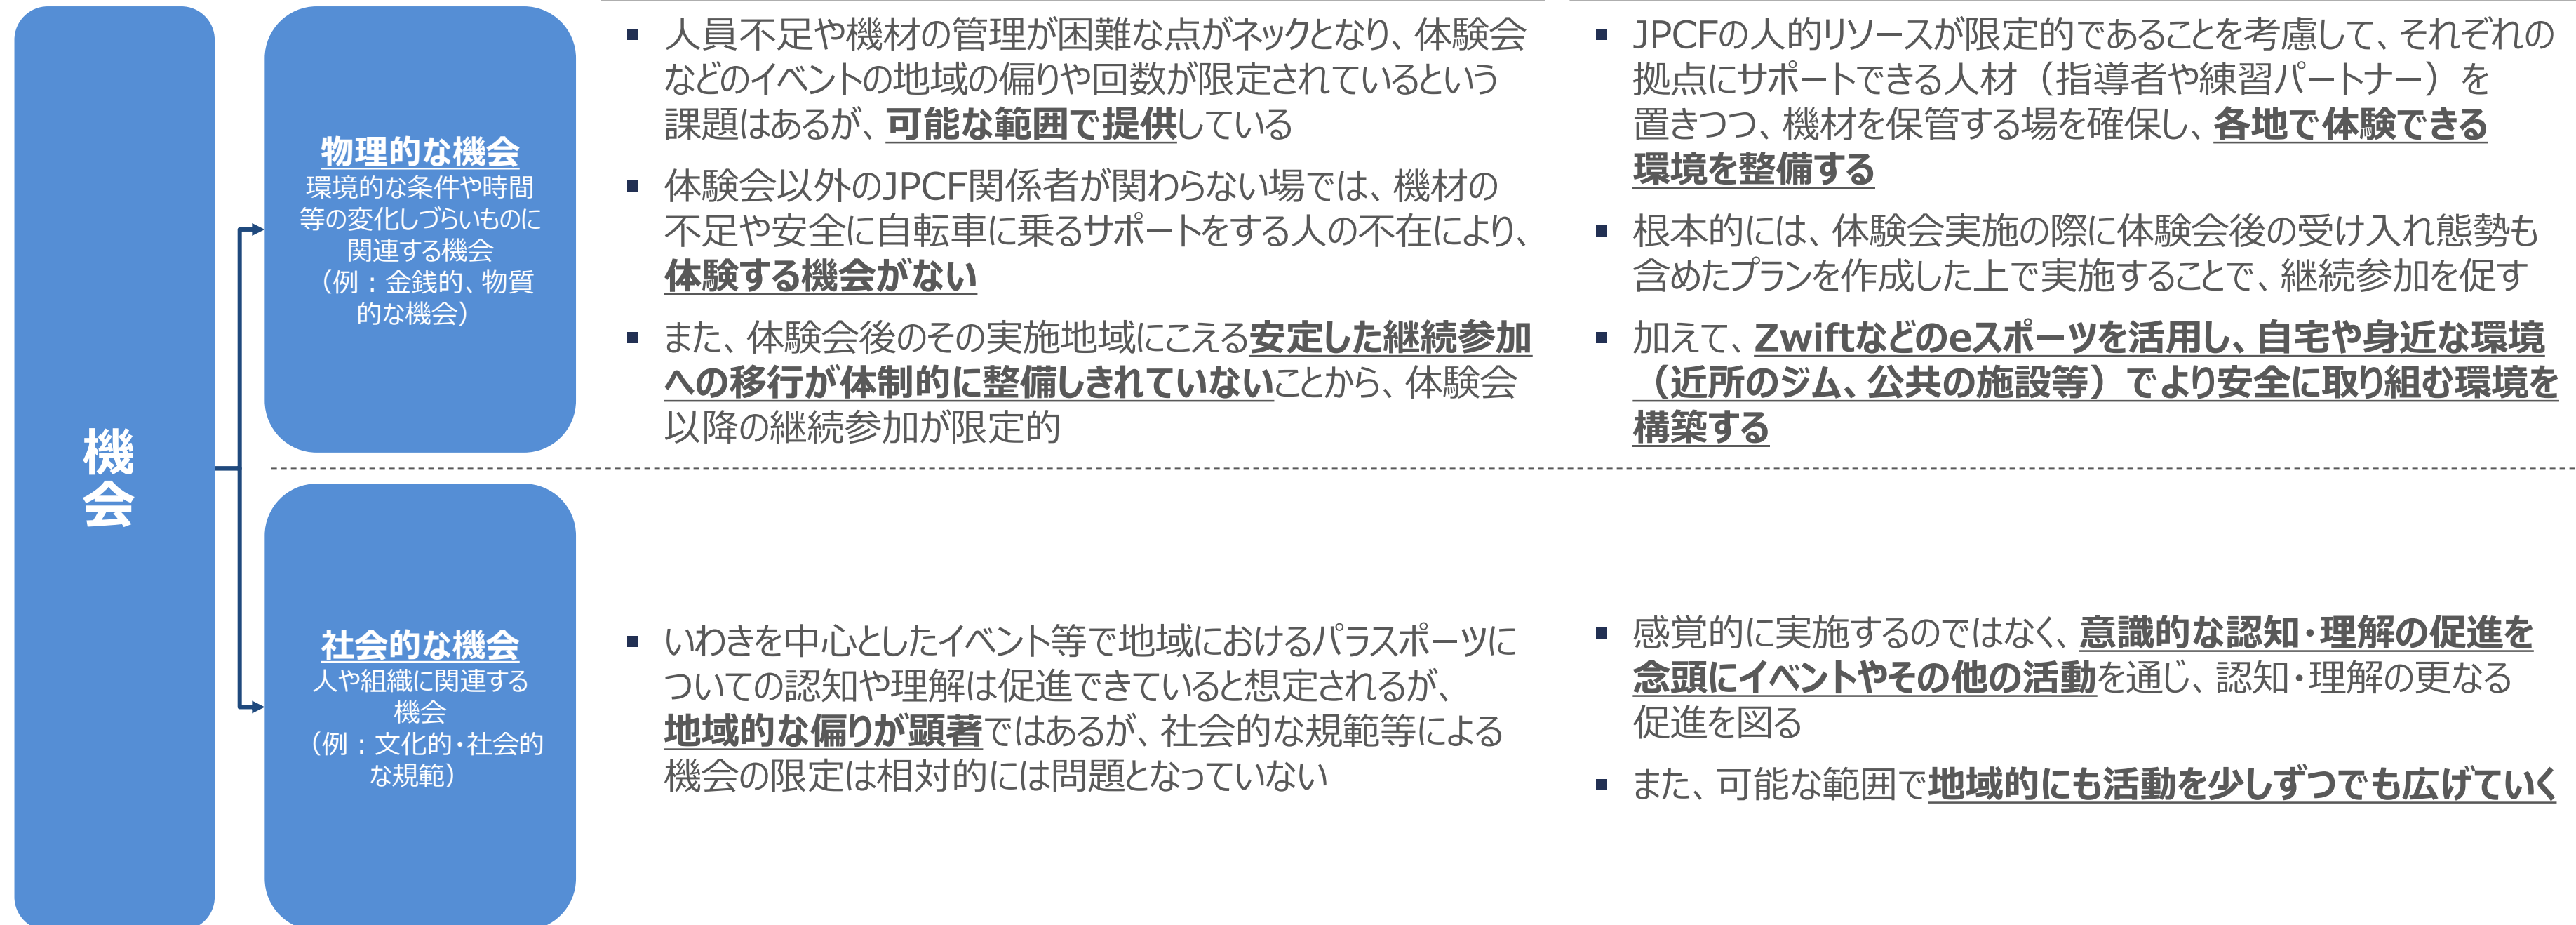 機会
物理的な機会
環境的な条件や時間
等の変化しづらいものに
関連する機会
（例：金銭的、物質
的な機会）
■ 人員不足や機材の管理が困難な点がネックとなり、体験会
などのイベントの地域の偏りや回数が限定されているという
課題はあるが、可能な範囲で提供している
■ 体験会以外のJPCF関係者が関わらない場では、機材の
不足や安全に自転車に乗るサポートをする人の不在により、
体験する機会がない
■ また、体験会後のその実施地域にこえる安定した継続参加
への移行が体制的に整備しきれていないことから、体験会
以降の継続参加が限定的
■ JPCFの人的リソースが限定的であることを考慮して、それぞれの
拠点にサポートできる人材（指導者や練習パートナー）を
置きつつ、機材を保管する場を確保し、各地で体験できる
環境を整備する
■ 根本的には、体験会実施の際に体験会後の受け入れ態勢も
含めたプランを作成した上で実施することで、継続参加を促す
■ 加えて、Zwiftなどのeスポーツを活用し、自宅や身近な環境
（近所のジム、公共の施設等）でより安全に取り組む環境を
構築する
社会的な機会
人や組織に関連する
機会
（例：文化的・社会的
な規範）
■ いわきを中心としたイベント等で地域におけるパラスポーツに
ついての認知や理解は促進できていると想定されるが、
地域的な偏りが顕著ではあるが、社会的な規範等による
機会の限定は相対的には問題となっていない
■ 感覚的に実施するのではなく、意識的な認知・理解の促進を
念頭にイベントやその他の活動を通じ、認知・理解の更なる
促進を図る
■ また、可能な範囲で地域的にも活動を少しずつでも広げていく